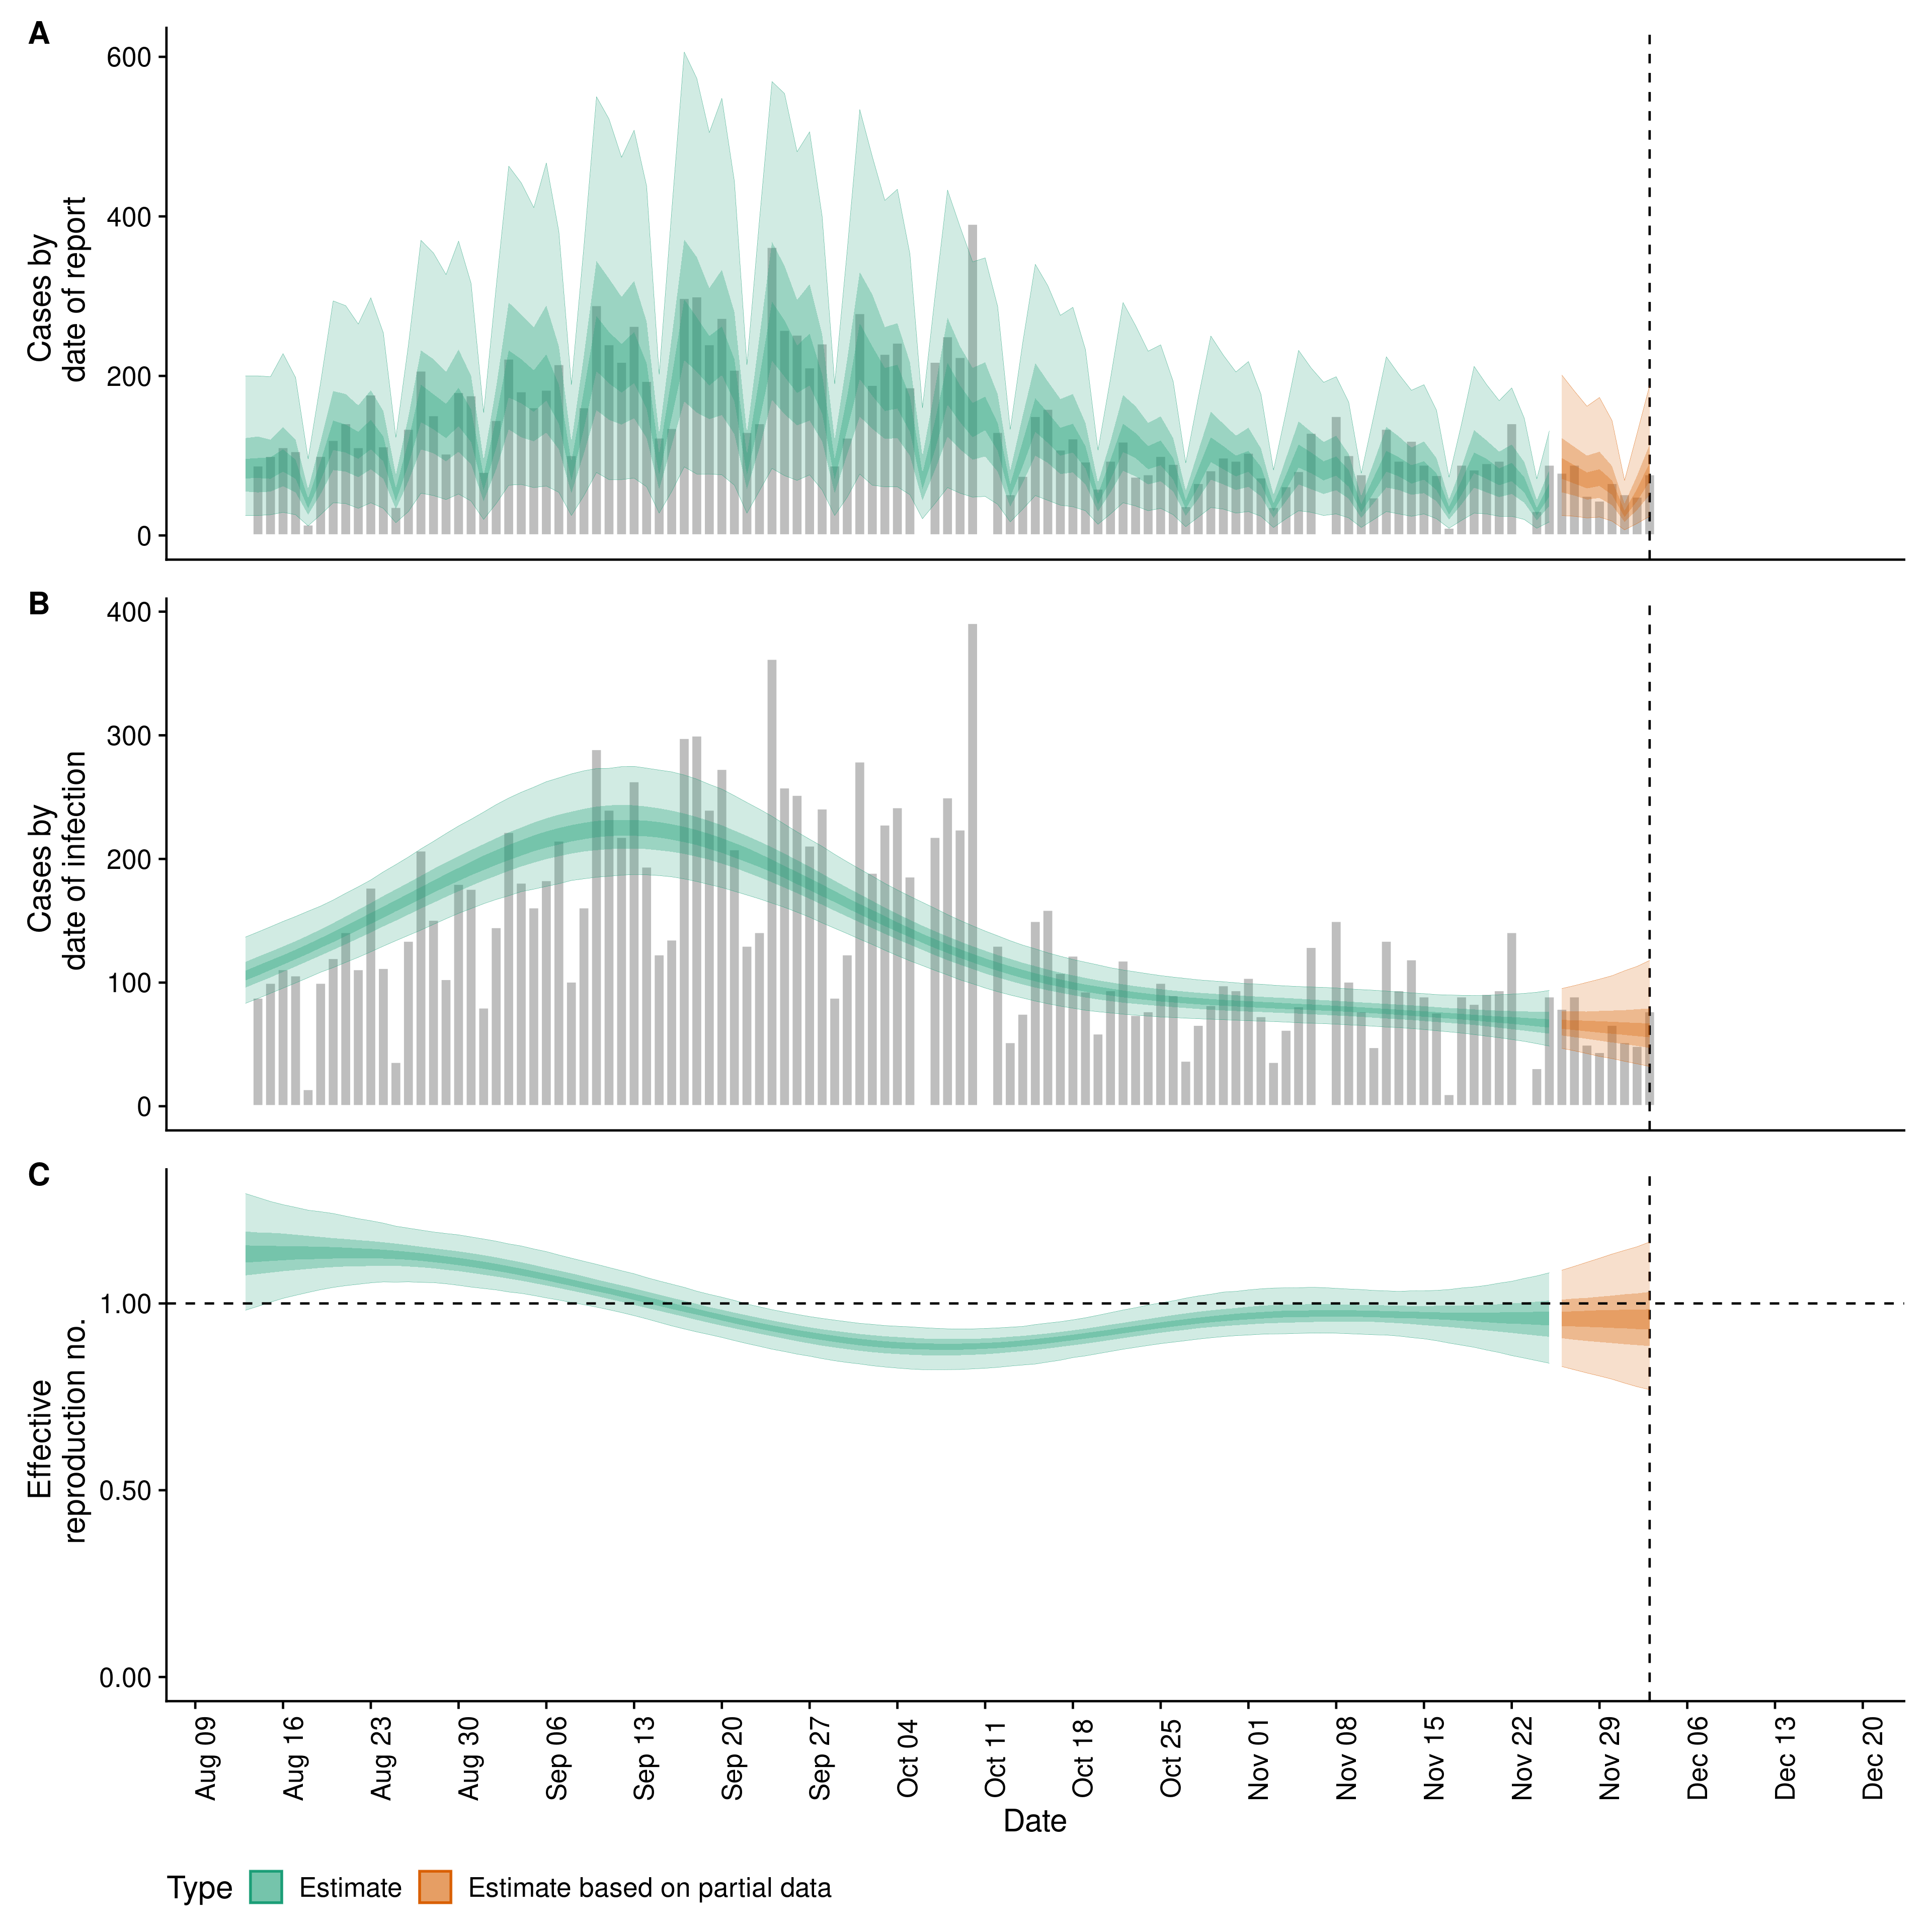 A
600
400
200
0
Cases by
date of report
B
400
300
200
100
0
Cases by
date of infection
C
1.00
0.50
0.00
Effective
reproduction no.
Aug 09
Aug 16
Aug 23
Aug 30
Sep 06
Sep 13
Sep 20
Sep 27
Oct 04
Oct 11
Oct 18
Oct 25
Nov 01
Nov 08
Nov 15
Nov 22
Nov 29
Dec 06
Dec 13
Dec 20
Date
Type Estimate Estimate based on partial data